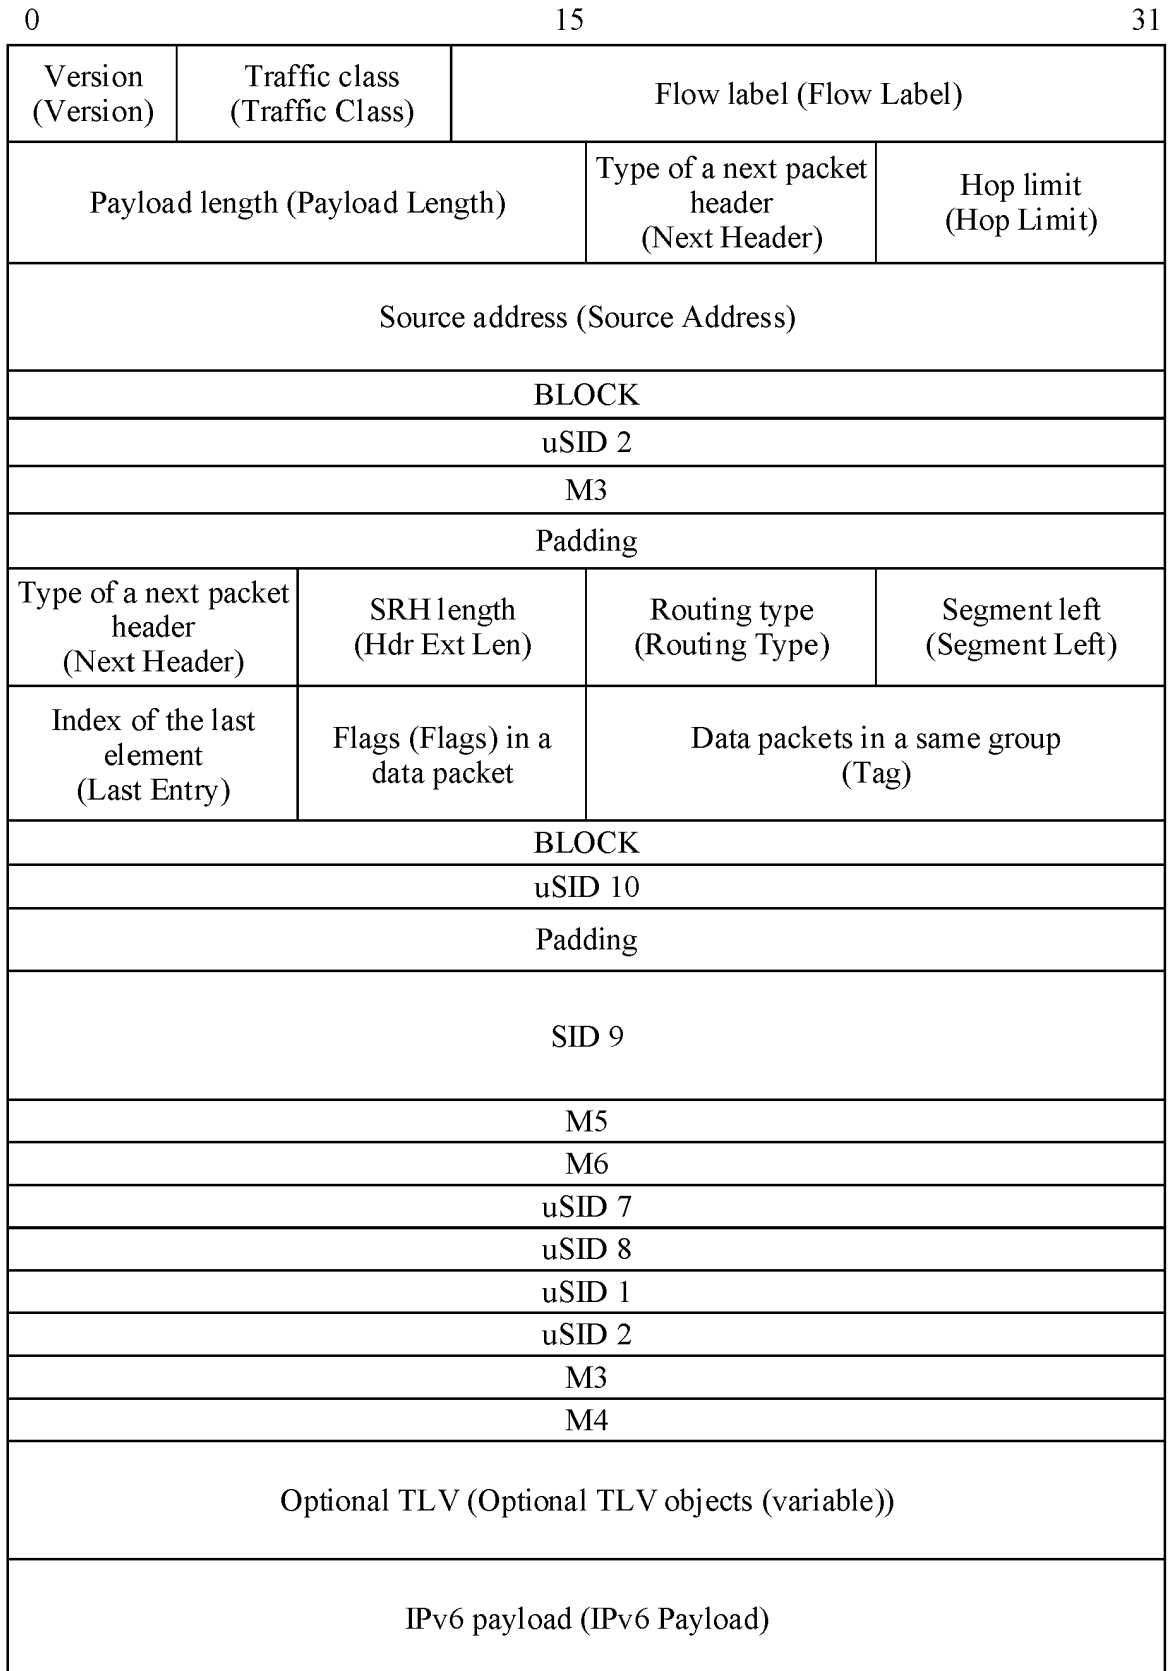 0 15 31
Version
(Version)
Traffic class
(Traffic Class)
Flow label (Flow Label)
Payload length (Payload Length)
Type of a next packet
header
(Next Header)
Hop limit
(Hop Limit)
Source address (Source Address)
BLOCK
uSID 2
M3
Padding
Type of a next packet
header
(Next Header)
SRH length
(Hdr Ext Len)
Routing type
(Routing Type)
Segment left
(Segment Left)
Index of the last
element
(Last Entry)
Flags (Flags) in a
data packet
Data packets in a same group
(Tag)
BLOCK
uSID 10
Padding
SID 9
M5
M6
uSID 7
uSID 8
uSID 1
uSID 2
M3
M4
Optional TLV (Optional TLV objects (variable))
IPv6 payload (IPv6 Payload)